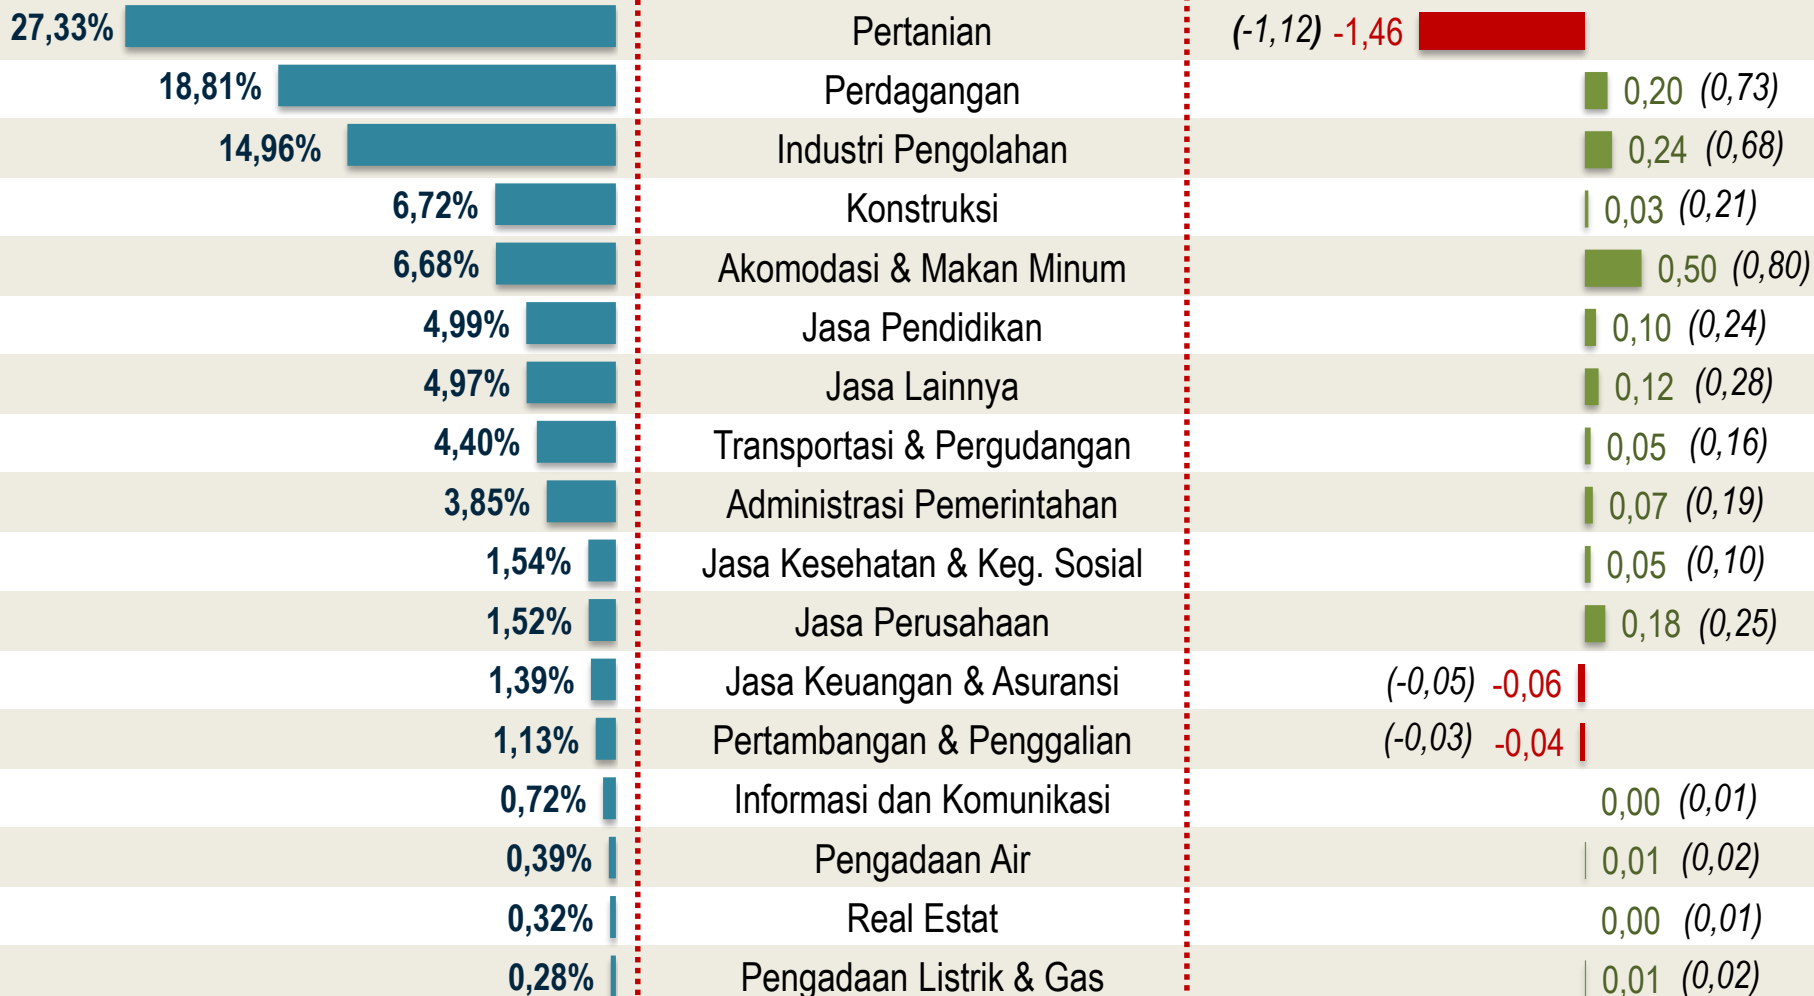 27,33% Pertanian (-1,12) -1,46
18,81% Perdagangan 0,20 (0,73)
14,96% Industri Pengolahan 0,24 (0,68)
6,72% Konstruksi 0,03 (0,21)
6,68% Akomodasi & Makan Minum 0,50 (0,80)
4,99% Jasa Pendidikan 0,10 (0,24)
4,97% Jasa Lainnya 0,12 (0,28)
4,40% Transportasi & Pergudangan 0,05 (0,16)
3,85% Administrasi Pemerintahan 0,07 (0,19)
1,54% Jasa Kesehatan & Keg. Sosial 0,05 (0,10)
1,52% Jasa Perusahaan 0,18 (0,25)
1,39% Jasa Keuangan & Asuransi (-0,05) -0,06
1,13% Pertambangan & Penggalian (-0,03) -0,04
0,72% Informasi dan Komunikasi 0,00 (0,01)
0,39% Pengadaan Air 0,01 (0,02)
0,32% Real Estat 0,00 (0,01)
0,28% Pengadaan Listrik & Gas 0,01 (0,02)